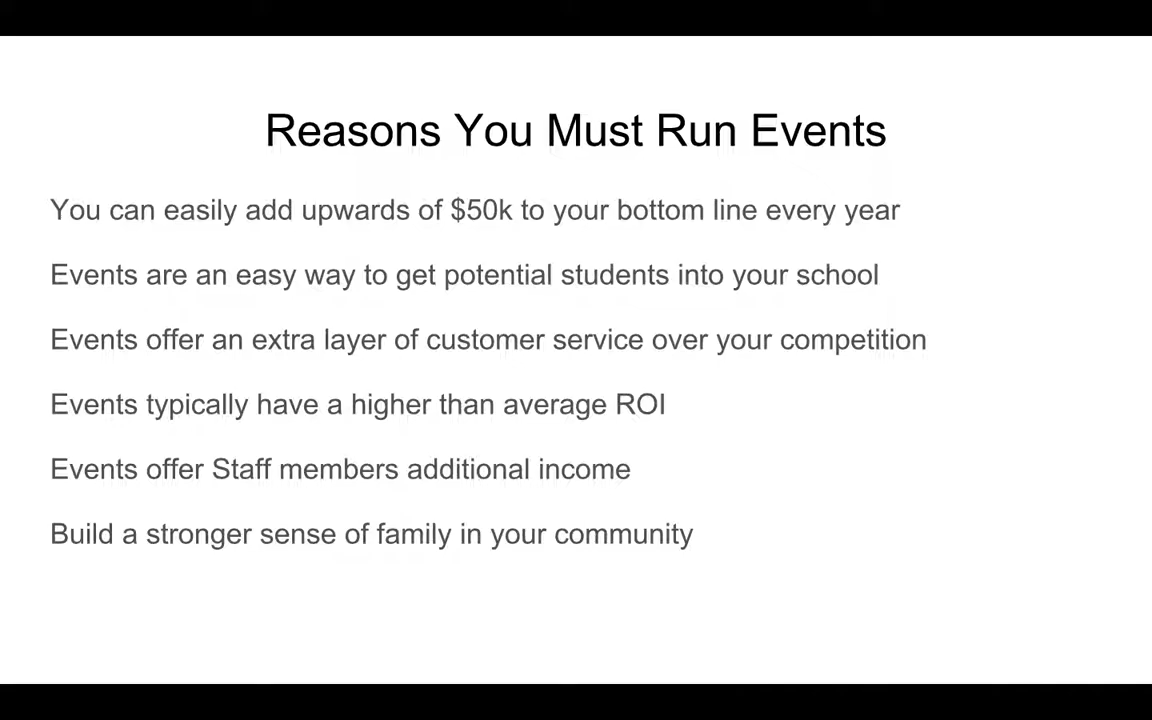 Reasons You Must Run Events
You can easily add upwards of $50k to your bottom line every year
Events are an easy way to get potential students into your school
Events offer an extra layer of customer service over your competition
Events typically have a higher than average ROI
Events offer Staff members additional income
Build a stronger sense of family in your community